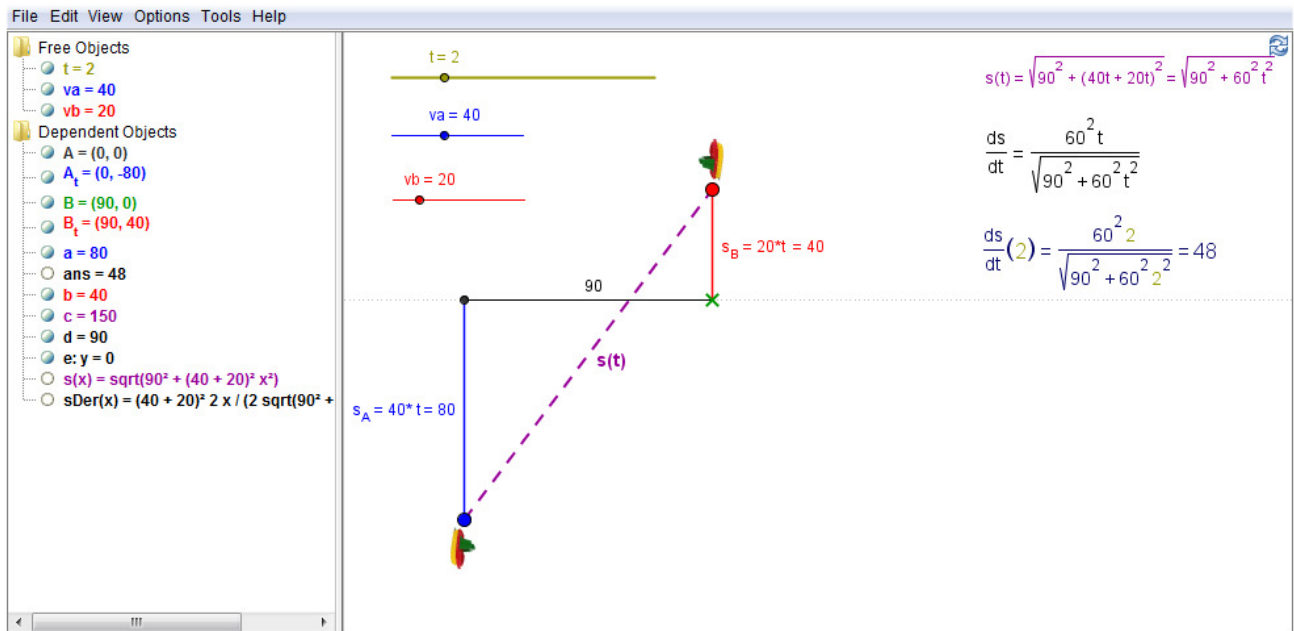 File Edit View Options Tools Help
Free Objects
t = 2
va = 40
vb = 20
Dependent Objects
A = (0, 0)
Aₜ = (0, -80)
B = (90, 0)
Bₜ = (90, 40)
a = 80
ans = 48
b = 40
c = 150
d = 90
e: y = 0
s(x) = sqrt(90² + (40 + 20)² x²)
sDer(x) = (40 + 20)² 2 x / (2 sqrt(90² +
t = 2
va = 40
vb = 20
s(t) = √(90² + (40t + 20t)²) = √(90² + 60² t²)
ds/dt = 60² t / √(90² + 60² t²)
ds/dt (2) = 60² 2 / √(90² + 60² 2²) = 48
s_B = 20*t = 40
90
s(t)
s_A = 40* t = 80